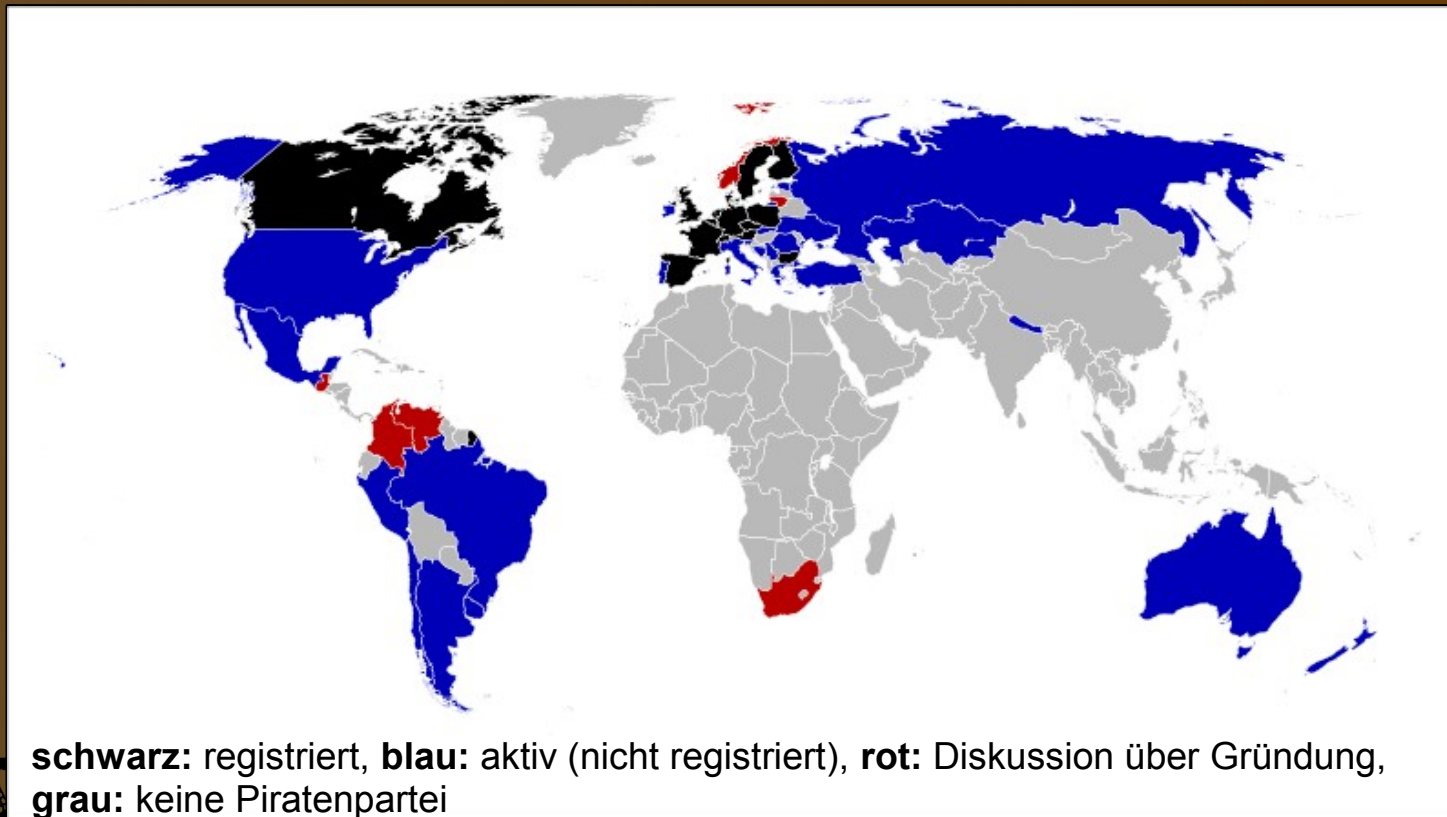 schwarz: registriert, blau: aktiv (nicht registriert), rot: Diskussion über Gründung,
grau: keine Piratenpartei